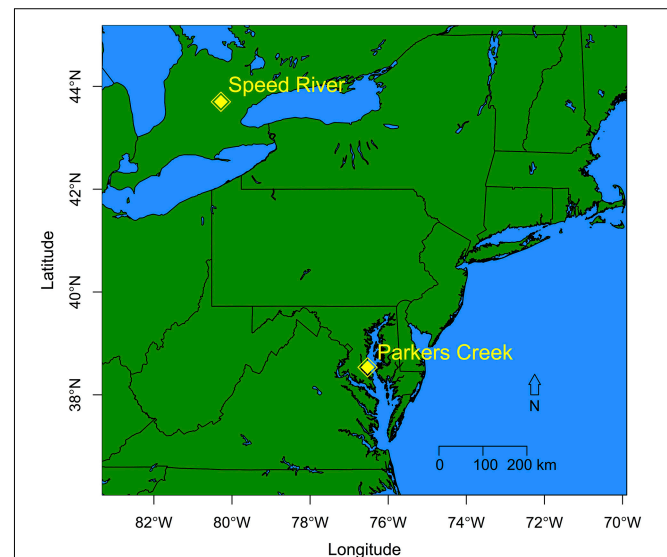 Speed River
44°N
42°N
Latitude
40°N
Parkers Creek
38°N
N
0 100 200 km
82°W 80°W 78°W 76°W 74°W 72°W 70°W
Longitude